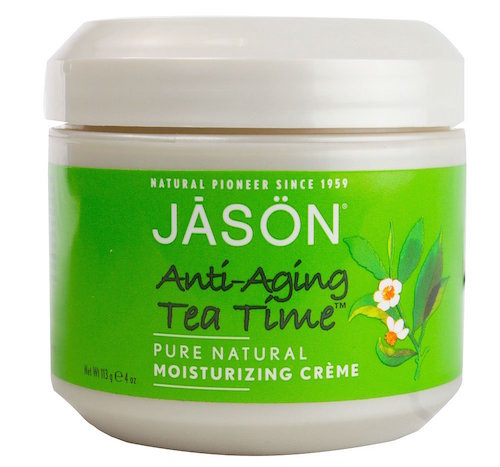 NATURAL PIONEER SINCE 1959
JĀSÖN®
Anti-Aging
Tea Time™
PURE NATURAL
MOISTURIZING CRÈME
Net Wt 113 g ℮ 4 oz